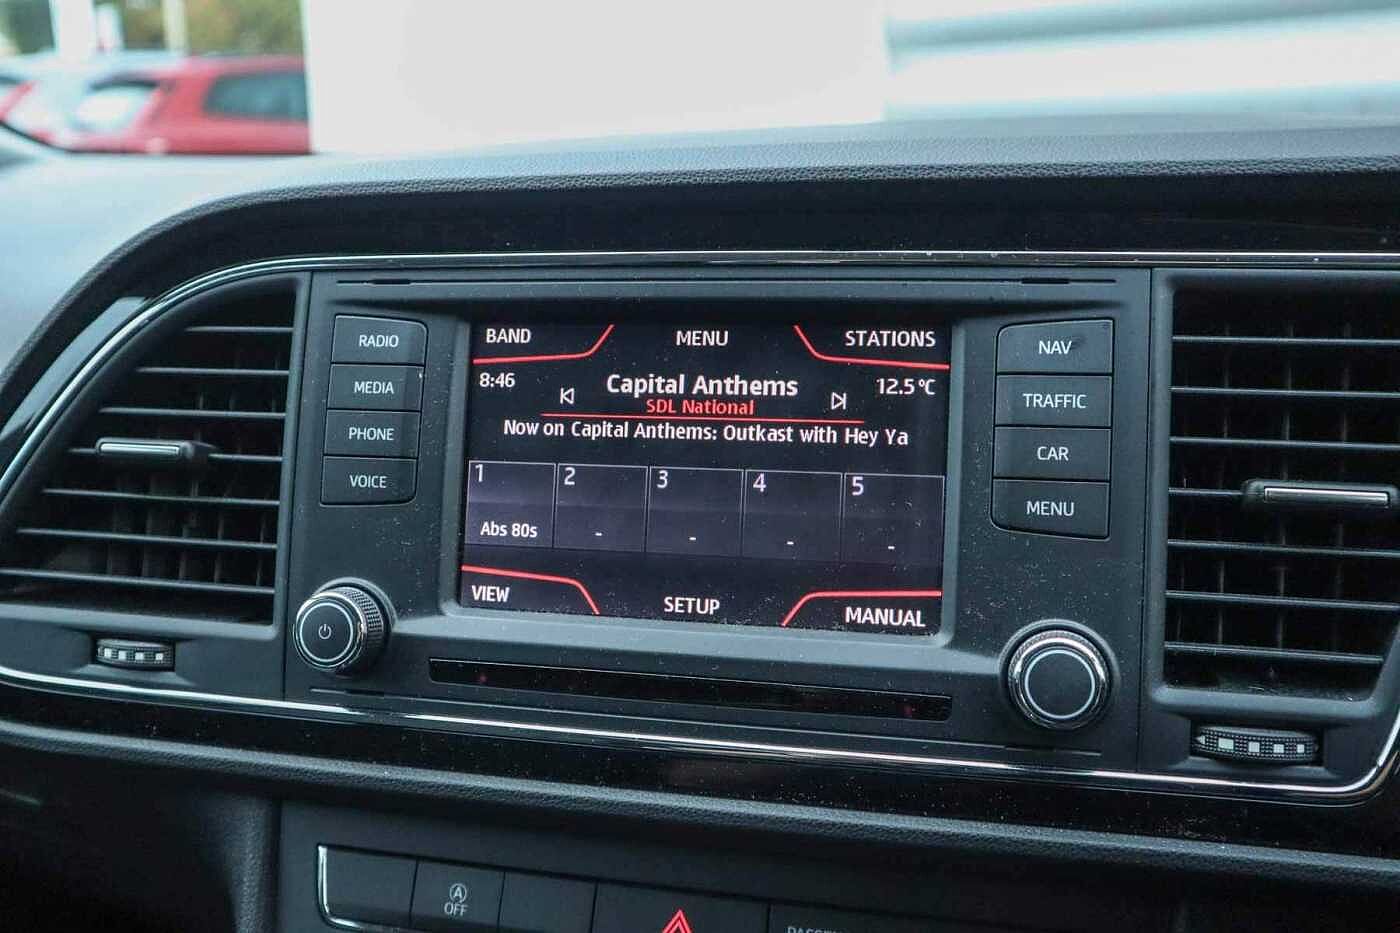 RADIO
MEDIA
PHONE
VOICE
BAND
MENU
STATIONS
8:46
Capital Anthems
12.5°C
SDL National
Now on Capital Anthems: Outkast with Hey Ya
1
2
3
4
5
Abs 80s
-
-
-
-
VIEW
SETUP
MANUAL
NAV
TRAFFIC
CAR
MENU
A
OFF